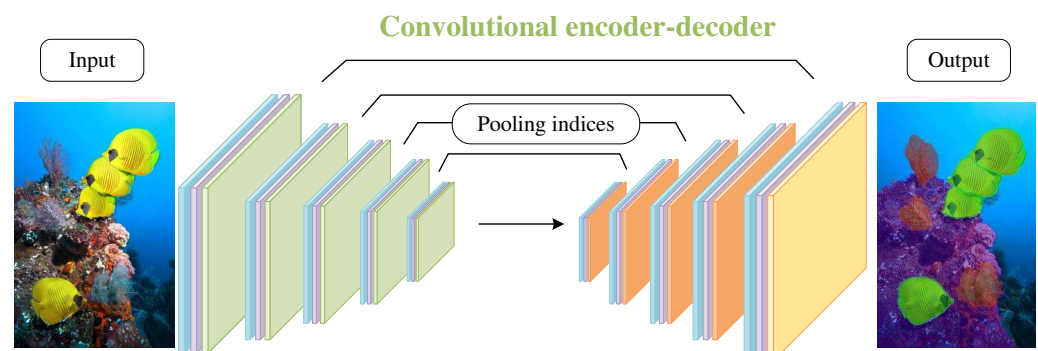 Convolutional encoder-decoder
Input
Output
Pooling indices